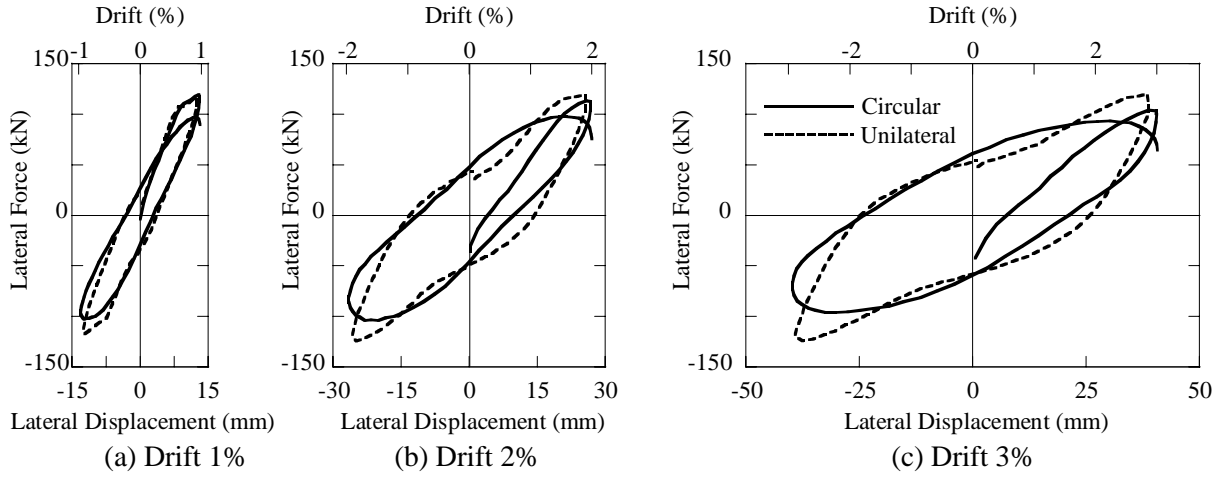 Drift (%)
-1 0 1
150
0
-150
Lateral Force (kN)
-15 0 15
Lateral Displacement (mm)
(a) Drift 1%
Drift (%)
-2 0 2
150
0
-150
Lateral Force (kN)
-30 -15 0 15 30
Lateral Displacement (mm)
(b) Drift 2%
Drift (%)
-2 0 2
150
0
-150
Lateral Force (kN)
Circular
Unilateral
-50 -25 0 25 50
Lateral Displacement (mm)
(c) Drift 3%